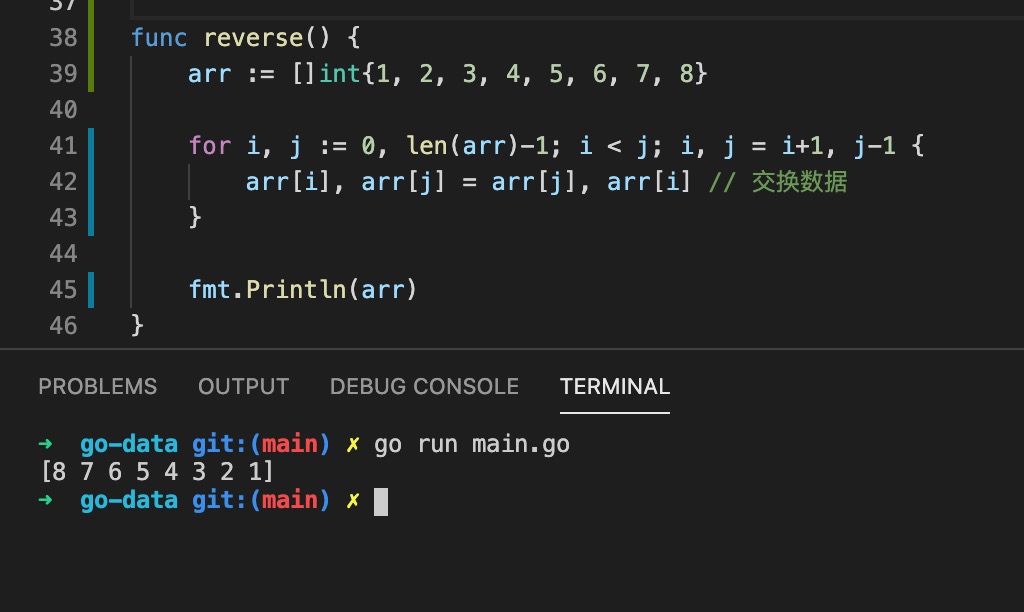 37
38 func reverse() {
39     arr := []int{1, 2, 3, 4, 5, 6, 7, 8}
40
41     for i, j := 0, len(arr)-1; i < j; i, j = i+1, j-1 {
42         arr[i], arr[j] = arr[j], arr[i] // 交换数据
43     }
44
45     fmt.Println(arr)
46 }
PROBLEMS OUTPUT DEBUG CONSOLE TERMINAL
➜  go-data git:(main) ✗ go run main.go
[8 7 6 5 4 3 2 1]
➜  go-data git:(main) ✗